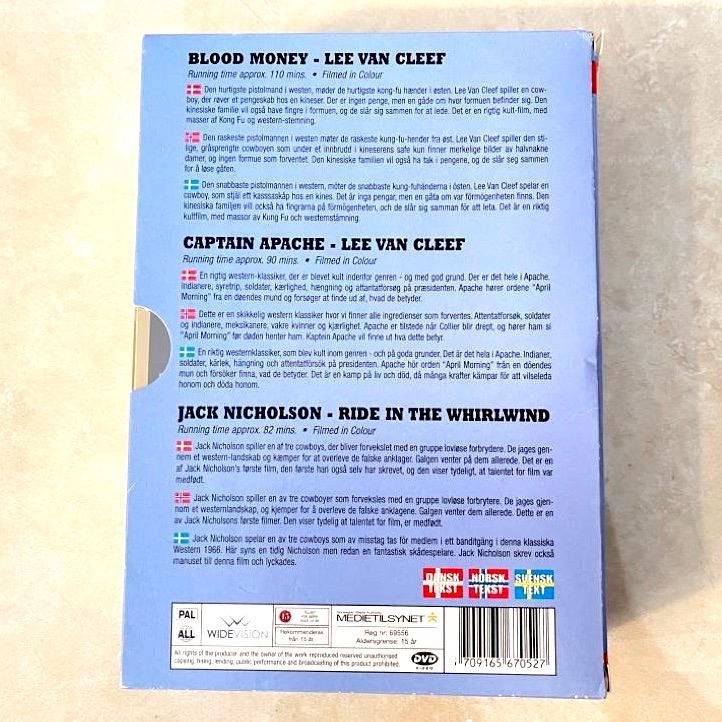 BLOOD MONEY - LEE VAN CLEEF
Running time approx. 110 mins. • Filmed in Colour
Den hurtigste pistolmand i westen, møder de hurtigste kong-fu hænder i østen. Lee Van Cleef spiller en cow-
boy, der røver et pengeskab hos en kineser. Der er ingen penge, men en gåde om hvor formuen befinder sig. Den
kinesiske familie vil også have fingre i formuen, og de slår sig sammen for at lede. Det er en rigtig kult-film, med
masser af Kong Fu og western-stemning.
Den raskeste pistolmannen i westen møter de raskeste kung-fu-hender fra øst. Lee Van Cleef spiller den sti-
lige, gråsprengte cowboyen som under et innbrudd i kineserens safe kun finner merkelige bilder av halvnakne
damer, og ingen formue som forventet. Den kinesiske familien vil også ha tak i pengene, og de slår seg sammen
for å løse gåten.
Den snabbaste pistolmannen i western, möter de snabbaste kung-fuhänderna i östen. Lee Van Cleef spelar en
cowboy, som stjäl ett kasssaskåp hos en kines. Det är inga pengar, men en gåta om var förmögenheten finns. Den
kinesiska familjen vill också ha fingrarna på förmögenheten, och de slår sig samman för att leta. Det är en riktig
kultfilm, med massor av Kung Fu och westernstämning.
CAPTAIN APACHE - LEE VAN CLEEF
Running time approx. 90 mins. • Filmed in Colour
En rigtig western-klassiker, der er blevet kult indenfor genren - og med god grund. Der er det hele i Apache.
Indianere, syretrip, soldater, kærlighed, hængning og attentatforsøg på præsidenten. Apache hører ordene "April
Morning" fra en døendes mund og forsøger at finde ud af, hvad de betyder.
Dette er en skikkelig western klassiker hvor vi finner alle ingredienser som forventes. Attentatforsøk, soldater
og indianere, meksikanere, vakre kvinner og kjærlighet. Apache er tilstede når Collier blir drept, og hører ham si
"April Morning" før døden henter ham. Kaptein Apache vil finne ut hva dette betyr.
En riktig westernklassiker, som blev kult inom genren - och på goda grunder. Det är det hela i Apache. Indianer,
soldater, kärlek, hängning och attentatförsök på presidenten. Apache hör orden "April Morning" från en döendes
mun och försöker finna, vad de betyder. Det är en kamp på liv och död, då många krafter kämpar för att vilseleda
honom och döda honom.
JACK NICHOLSON - RIDE IN THE WHIRLWIND
Running time approx. 82 mins. • Filmed in Colour
Jack Nicholson spiller en af tre cowboys, der bliver forvekslet med en gruppe lovløse forbrydere. De jages gen-
nem et western-landskab og kæmper for at overleve de falske anklager. Galgen venter på dem allerede. Det er en
af Jack Nicholson's første film, den første han også selv har skrevet, og den viser tydeligt, at talentet for film var
medfødt.
Jack Nicholson spiller en av tre cowboyer som forveksles med en gruppe lovløse forbrytere. De jages gjen-
nom et westernlandskap, og kjemper for å overleve de falske anklagene. Galgen venter dem allerede. Dette er en
av Jack Nicholsons første filmer. Den viser tydelig at talentet for film, er medfødt.
Jack Nicholson spelar en av tre cowboys som av misstag tas för medlem i ett banditgäng i denna klassiska
Western 1966. Här syns en tidig Nicholson men redan en fantastisk skådespelare. Jack Nicholson skrev också
manuset till denna film och lyckades.
DANSK TEKST NORSK TEKST SVENSK TEKT
PAL
ALL
WIDEVISION
15
Rekommenderas
från 15 år
MEDIETILSYNET
Reg nr: 69556
Aldersgrense: 15 år
All rights of the producer and the owner of the work reproduced reserved unauthorised
copying, hiring, lending, public performance and broadcasting of this product prohibited.
DVD
VIDEO
5 709165 670527